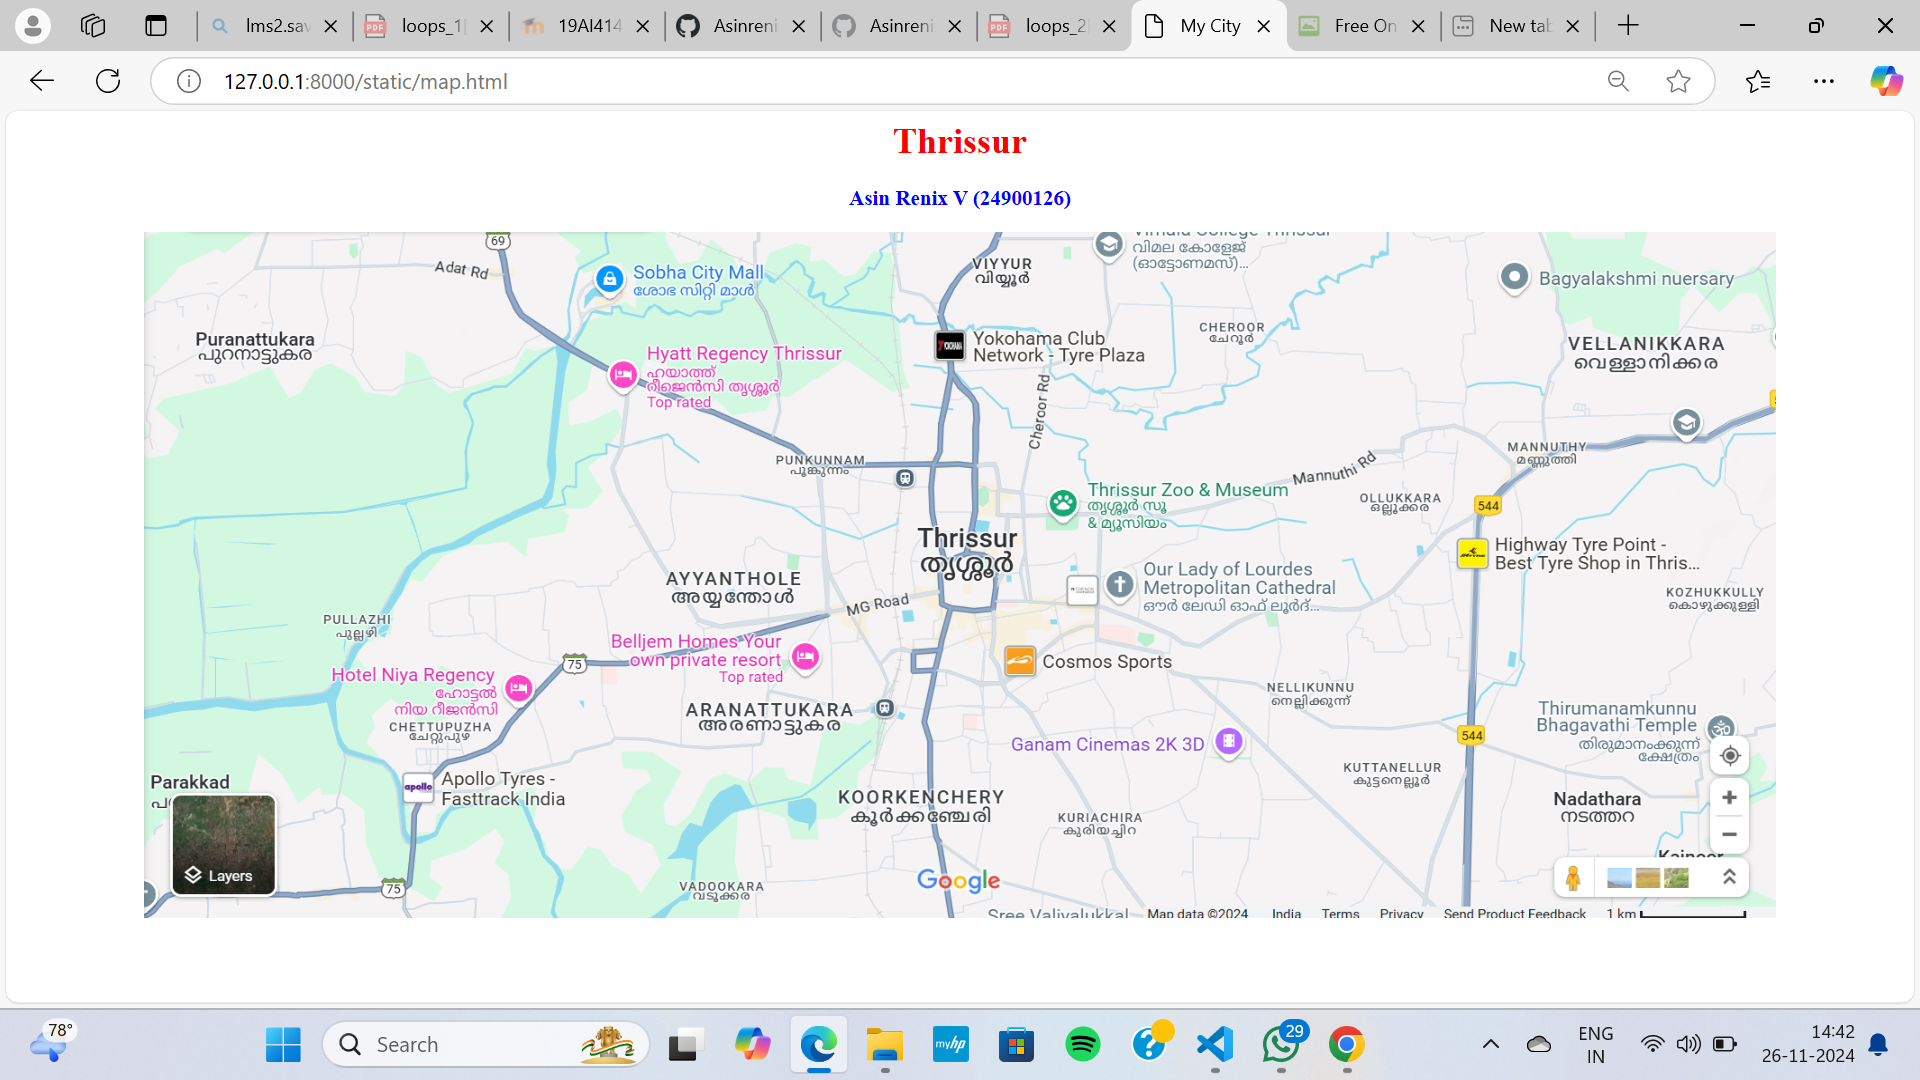 lms2.sav
loops_1[
19AI414
Asinreni
Asinreni
loops_2[
My City
Free On
New tab
127.0.0.1:8000/static/map.html
Thrissur
Asin Renix V (24900126)
69
Adat Rd
Sobha City Mall
ശോഭ സിറ്റി മാൾ
VIYYUR
വിയ്യൂർ
Vimala College Thrissur
വിമല കോളേജ്
(ഓട്ടോണമസ്)...
Bagyalakshmi nuersary
Puranattukara
പുറനാട്ടുകര
Hyatt Regency Thrissur
ഹയാത്ത്
റീജെൻസി തൃശ്ശൂർ
Top rated
YOKOHAMA
Yokohama Club
Network - Tyre Plaza
CHEROOR
ചേറൂർ
VELLANIKKARA
വെള്ളാനിക്കര
Cheroor Rd
PUNKUNNAM
പൂങ്കുന്നം
Mannuthi Rd
MANNUTHY
മണ്ണുത്തി
Thrissur Zoo & Museum
തൃശ്ശൂർ സൂ
& മ്യൂസിയം
OLLUKKARA
ഒല്ലൂക്കര
544
Thrissur
തൃശ്ശൂർ
Highway Tyre Point -
Best Tyre Shop in Thris...
AYYANTHOLE
അയ്യന്തോൾ
MG Road
Our Lady of Lourdes
Metropolitan Cathedral
ഔർ ലേഡി ഓഫ് ലൂർദ്...
KOZHUKKULLY
കൊഴുക്കുള്ളി
PULLAZHI
പുല്ലഴി
Belljem Homes Your
own private resort
Top rated
75
Cosmos Sports
Hotel Niya Regency
ഹോട്ടൽ
നിയ റീജൻസി
NELLIKUNNU
നെല്ലിക്കുന്ന്
CHETTUPUZHA
ചേറ്റുപുഴ
ARANATTUKARA
അരണാട്ടുകര
Thirumanamkunnu
Bhagavathi Temple
തിരുമാനംക്കുന്ന്
ക്ഷേത്രം
544
Ganam Cinemas 2K 3D
KUTTANELLUR
കുട്ടനെല്ലൂർ
Parakkad
apollo
Apollo Tyres -
Fasttrack India
KOORKENCHERY
കൂർക്കഞ്ചേരി
KURIACHIRA
കുരിയച്ചിറ
Nadathara
നടത്തറ
Kainoor
Layers
75
VADOOKARA
വടൂക്കര
Google
Sree Valiyalukkal
Map data ©2024 India Terms Privacy Send Product Feedback 1 km
78°
Search
myhp
29
ENG
IN
14:42
26-11-2024